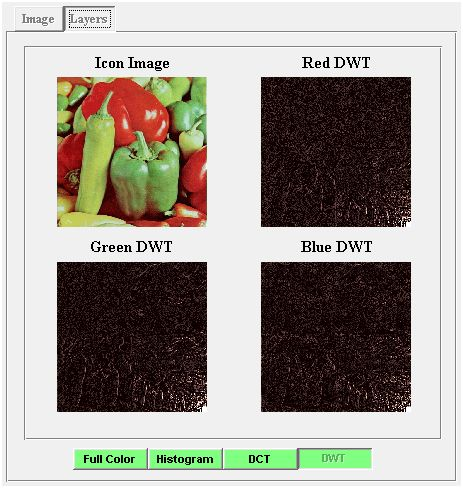 Image Layers
Icon Image Red DWT
Green DWT Blue DWT
Full Color Histogram DCT DWT